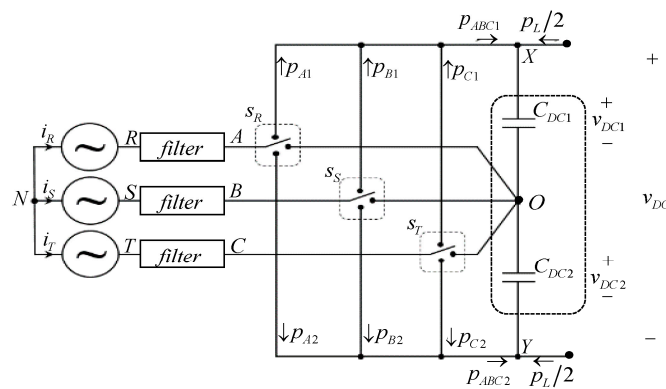 p_ABC1 p_L/2
X +
↑p_A1 ↑p_B1 ↑p_C1
s_R C_DC1 + v_DC1 −
i_R R filter A
s_S
N i_S S filter B O v_DC
s_T
i_T T filter C
C_DC2 + v_DC2 −
↓p_A2 ↓p_B2 ↓p_C2 Y −
p_ABC2 p_L/2